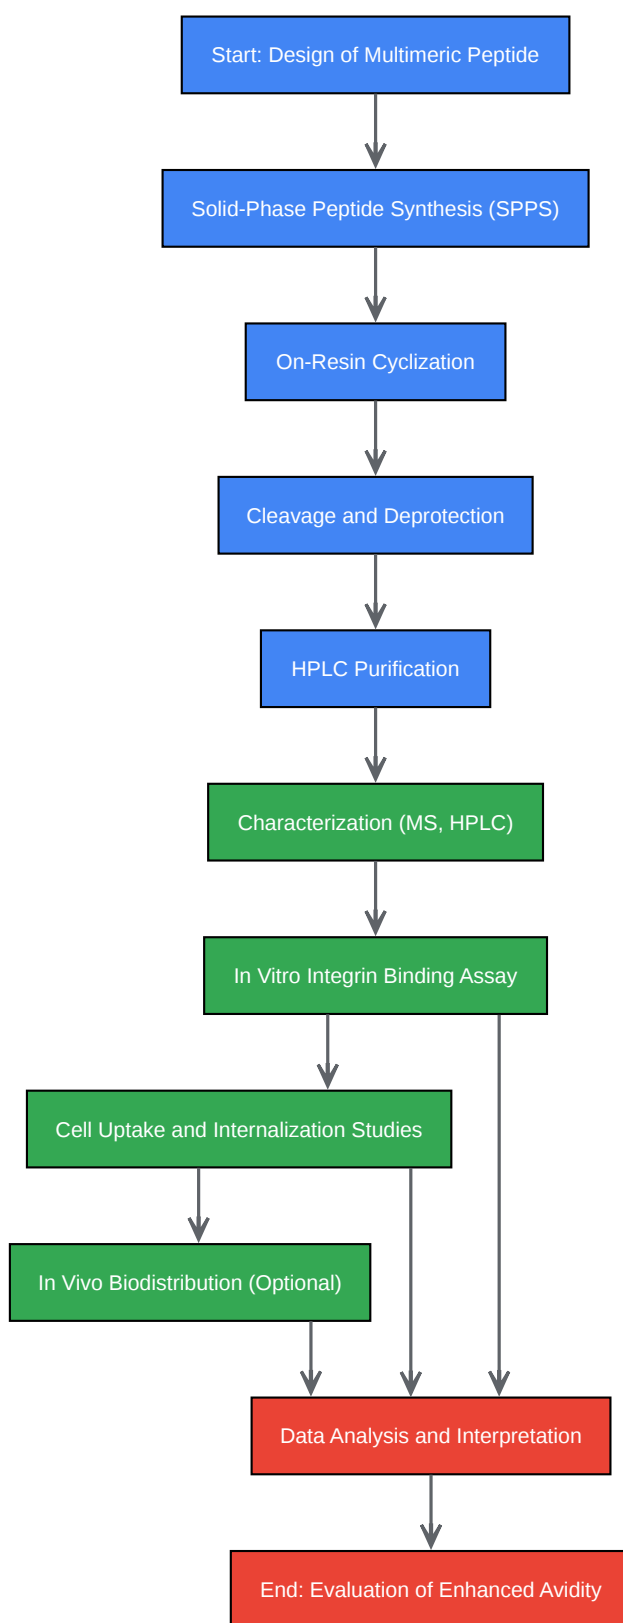 Start: Design of Multimeric Peptide
Solid-Phase Peptide Synthesis (SPPS)
On-Resin Cyclization
Cleavage and Deprotection
HPLC Purification
Characterization (MS, HPLC)
In Vitro Integrin Binding Assay
Cell Uptake and Internalization Studies
In Vivo Biodistribution (Optional)
Data Analysis and Interpretation
End: Evaluation of Enhanced Avidity